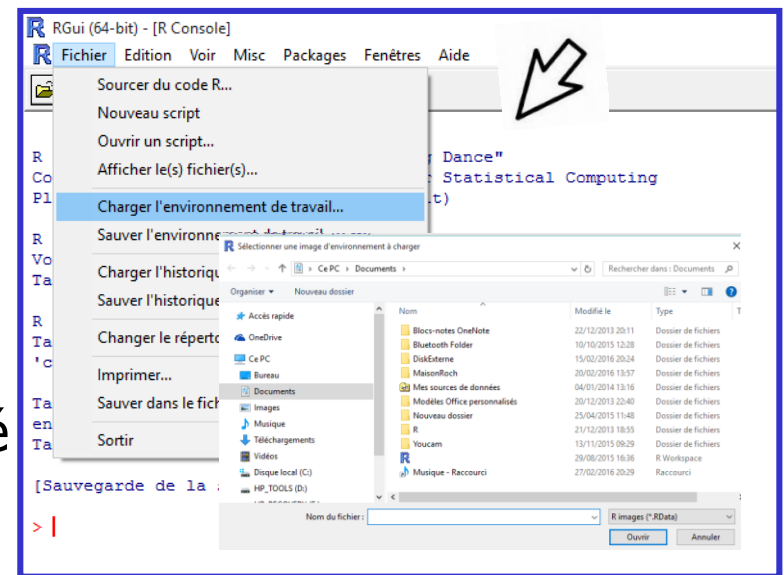 RGui (64-bit) - [R Console]
Fichier Edition Voir Misc Packages Fenêtres Aide
Sourcer du code R...
Nouveau script
Ouvrir un script...
Afficher le(s) fichier(s)...
Charger l'environnement de travail...
Sauver l'environnement de travail
Charger l'historiqu
Sauver l'historique
Changer le réperto
Imprimer...
Sauver dans le fich
Sortir
R Dance"
Co Statistical Computing
Pl t)
R
Vo
Ta
R
Ta
'c
Ta
en
Ta
[Sauvegarde de la
>
é
Sélectionner une image d'environnement à charger
Ce PC > Documents >
Rechercher dans : Documents
Organiser Nouveau dossier
Accès rapide
OneDrive
Ce PC
Bureau
Documents
Images
Musique
Téléchargements
Vidéos
Disque local (C:)
HP_TOOLS (D:)
Nom Modifié le Type T
Blocs-notes OneNote 22/12/2013 20:11 Dossier de fichiers
Bluetooth Folder 10/10/2015 12:28 Dossier de fichiers
DiskExterne 15/02/2016 20:24 Dossier de fichiers
MaisonRoch 20/02/2016 13:57 Dossier de fichiers
Mes sources de données 04/01/2014 13:16 Dossier de fichiers
Modèles Office personnalisés 20/12/2013 22:40 Dossier de fichiers
Nouveau dossier 25/04/2015 11:48 Dossier de fichiers
R 21/12/2013 18:55 Dossier de fichiers
Youcam 13/11/2015 09:29 Dossier de fichiers
29/08/2015 16:36 R Workspace
Musique - Raccourci 27/02/2016 20:29 Raccourci
Nom du fichier : R images (*.RData)
Ouvrir Annuler